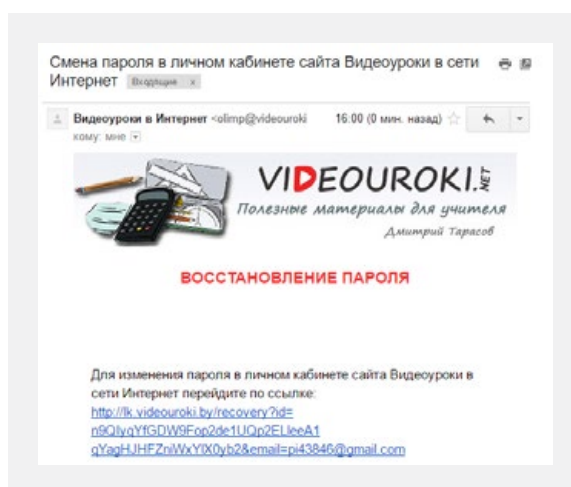 Смена пароля в личном кабинете сайта Видеоуроки в сети
Интернет Входящие x
Видеоуроки в Интернет <olimp@videouroki 16:00 (0 мин. назад)
кому: мне
VIDEOUROKI.NET
Полезные материалы для учителя
Дмитрий Тарасов
ВОССТАНОВЛЕНИЕ ПАРОЛЯ
Для изменения пароля в личном кабинете сайта Видеоуроки в
сети Интернет перейдите по ссылке:
http://lk.videouroki.by/recovery?id=
n9QIyqYfGDW9Fop2de1UQp2ELleeA1
qYagHJHFZniWxYlX0yb2&email=pi43846@gmail.com